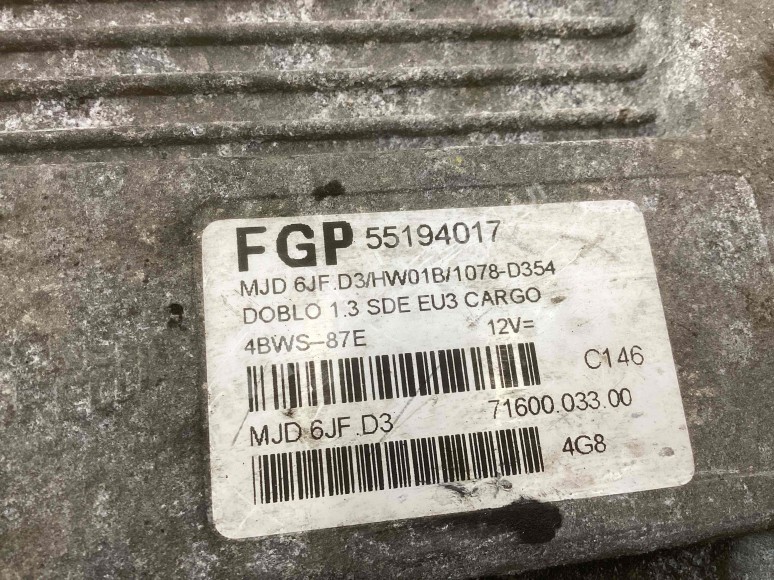 FGP 55194017
MJD 6JF.D3/HW01B/1078-D354
DOBLO 1.3 SDE EU3 CARGO
4BWS-87E 12V=
C146
MJD 6JF.D3 71600.033.00
4G8